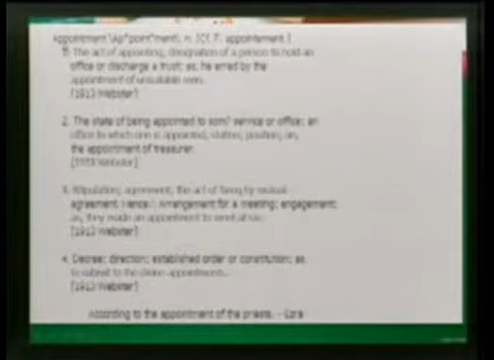 Appointment \Ap*point"ment\, n. [Cf. F. appointement.]
1. The act of appointing; designation of a person to hold an
office or discharge a trust; as, he erred by the
appointment of unsuitable men.
[1913 Webster]
2. The state of being appointed to som? service or office; an
office to which one is appointed; station; position; as,
the appointment of treasurer.
[1913 Webster]
3. Stipulation; agreement; the act of fixing by mutual
agreement. Hence:: Arrangement for a meeting; engagement;
as, they made an appointment to meet at six.
[1913 Webster]
4. Decree; direction; established order or constitution; as,
to submit to the divine appointments.
[1913 Webster]
According to the appointment of the priests. --Ezra